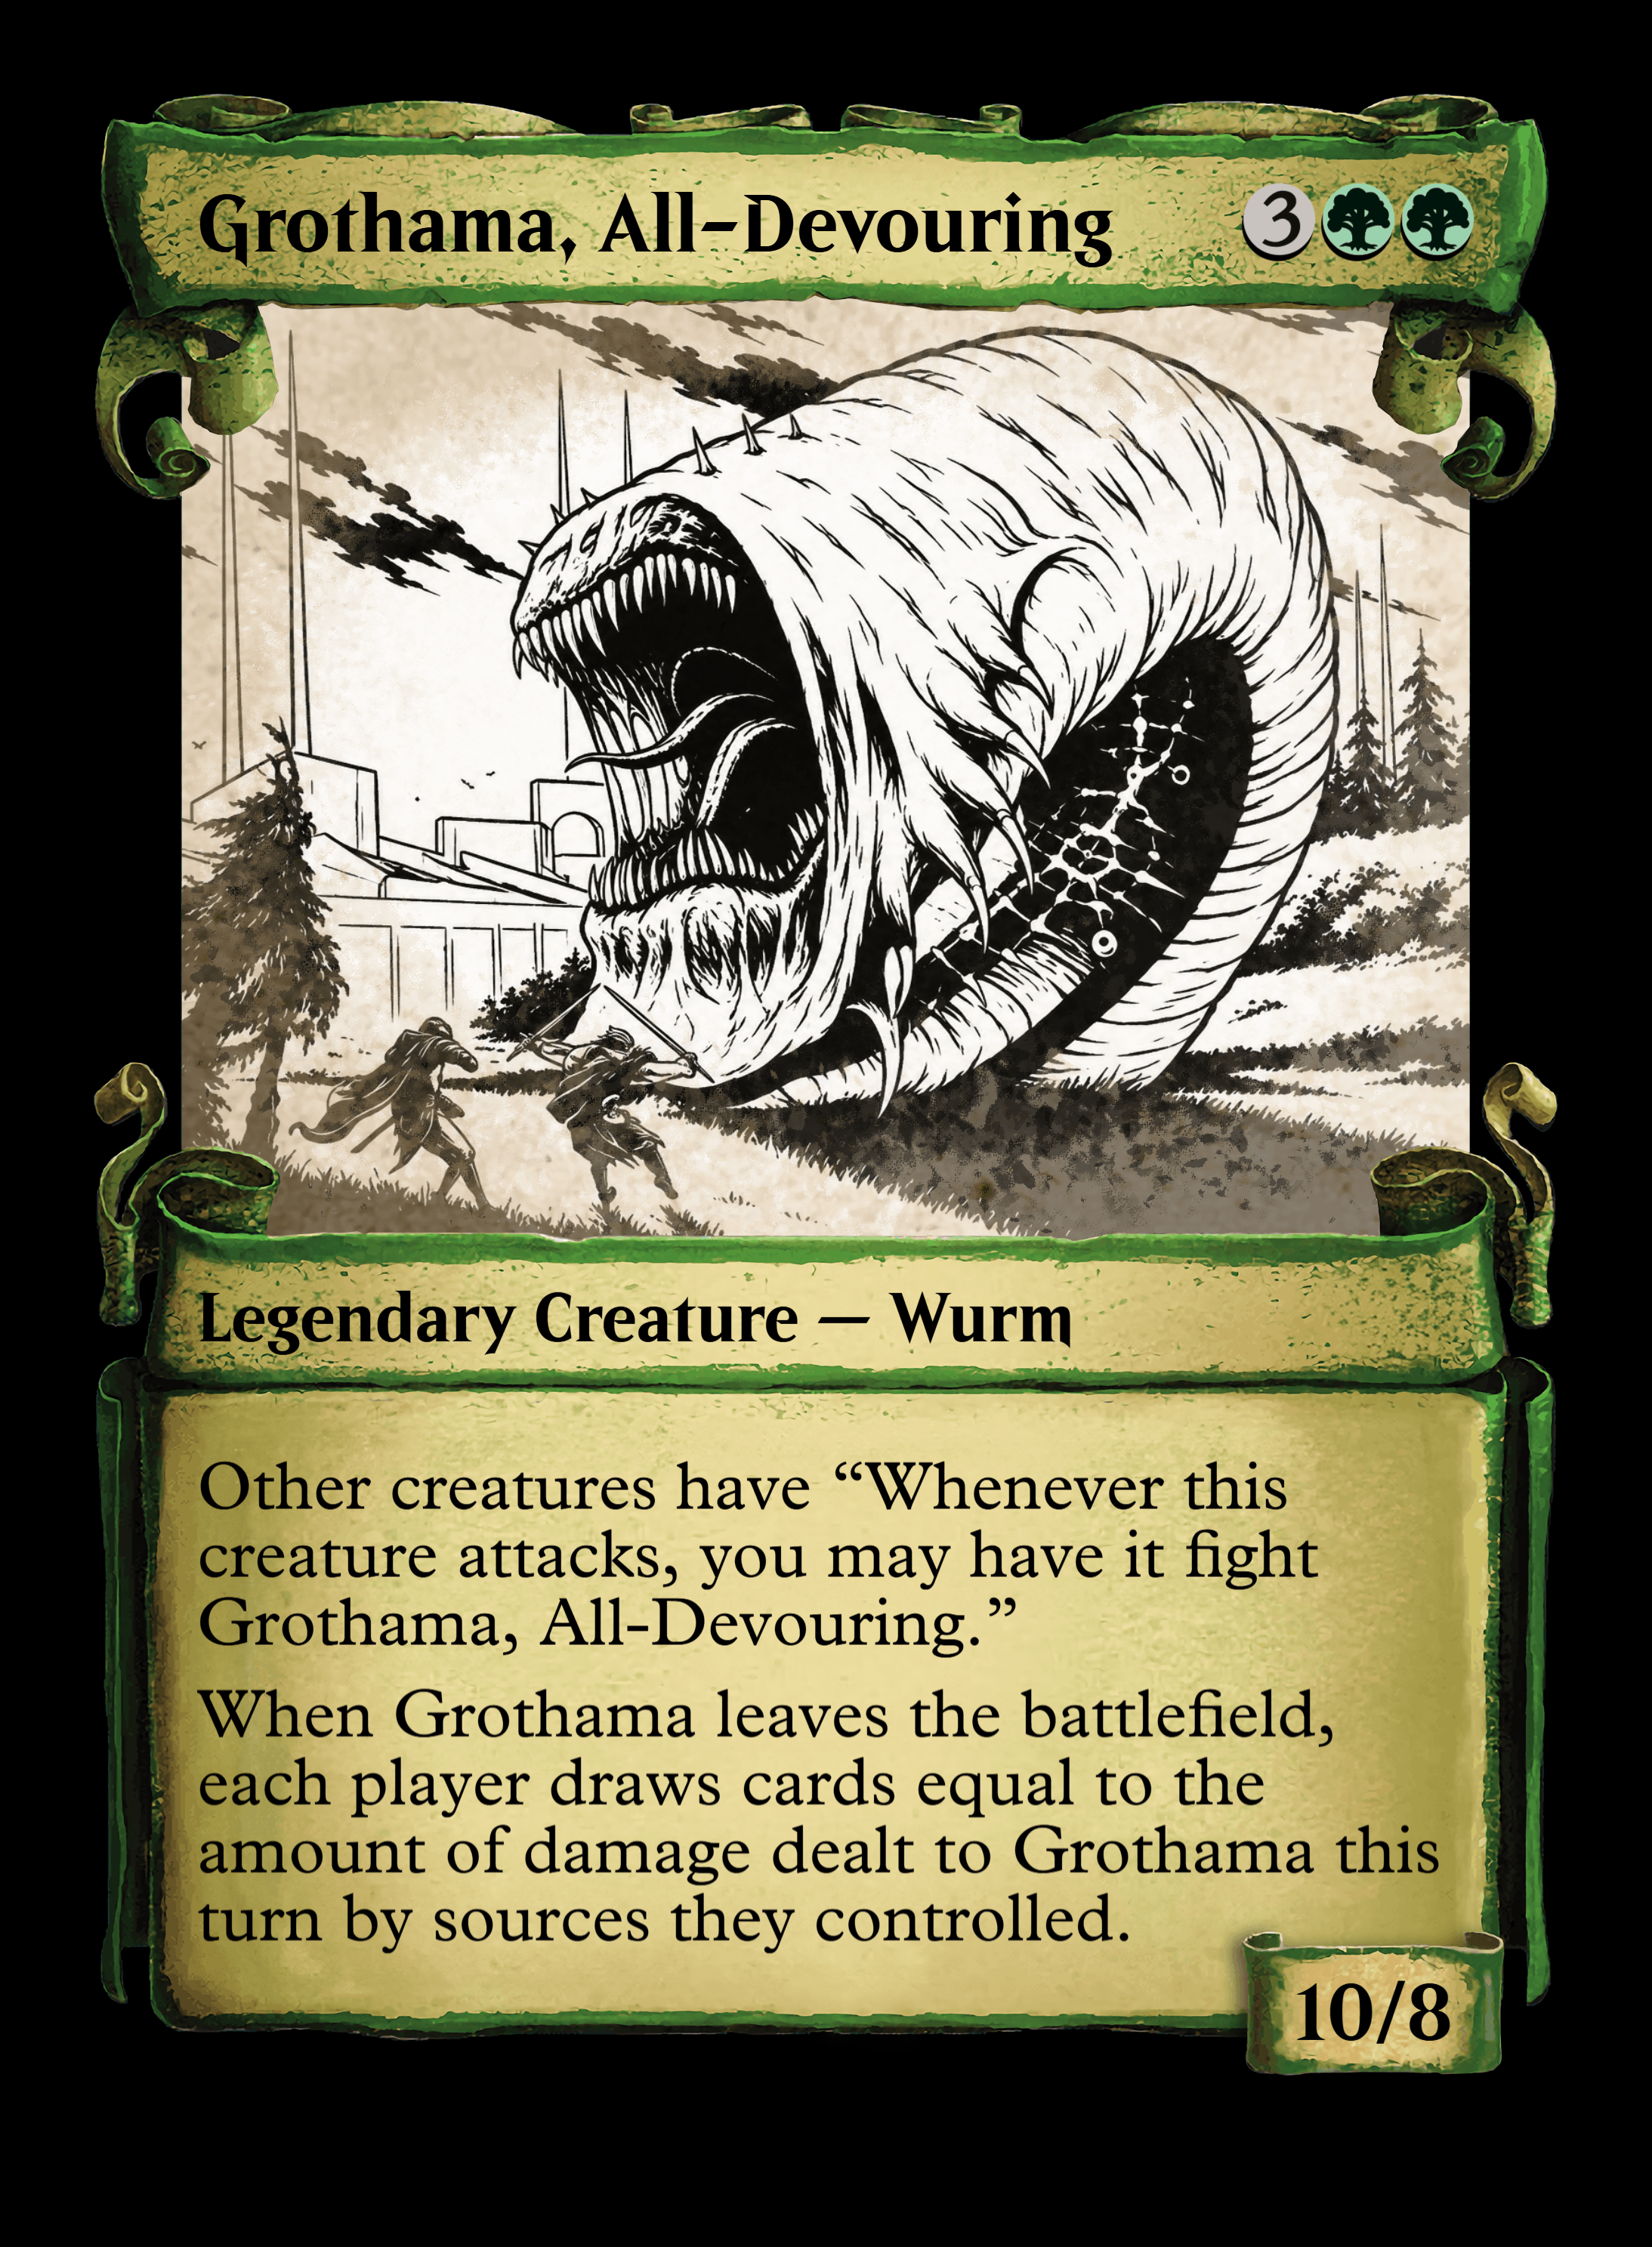 Grothama, All-Devouring 3
Legendary Creature — Wurm
Other creatures have “Whenever this
creature attacks, you may have it fight
Grothama, All-Devouring.”
When Grothama leaves the battlefield,
each player draws cards equal to the
amount of damage dealt to Grothama this
turn by sources they controlled.
10/8